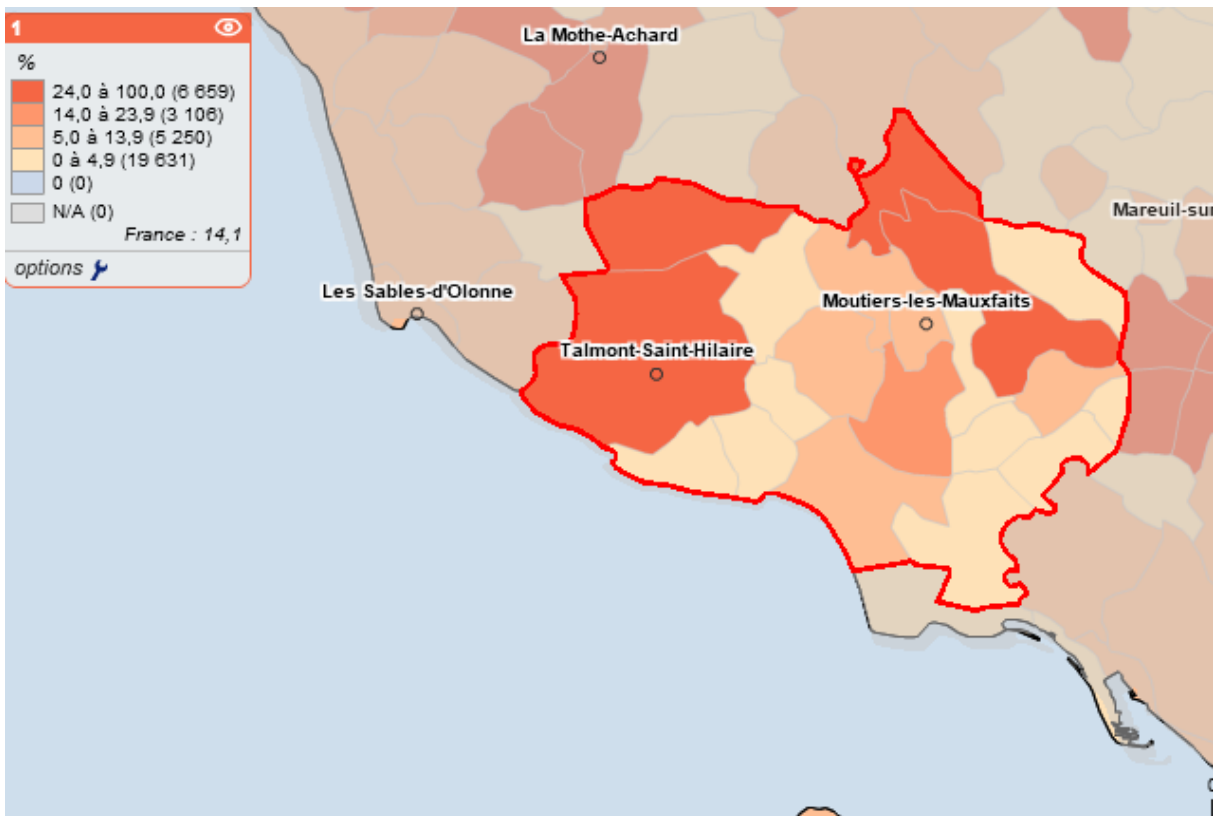 1
%
24,0 à 100,0 (6 659)
14,0 à 23,9 (3 106)
5,0 à 13,9 (5 250)
0 à 4,9 (19 631)
0 (0)
N/A (0)
France : 14,1
options
La Mothe-Achard
Mareuil-sur
Les Sables-d'Olonne
Moutiers-les-Mauxfaits
Talmont-Saint-Hilaire